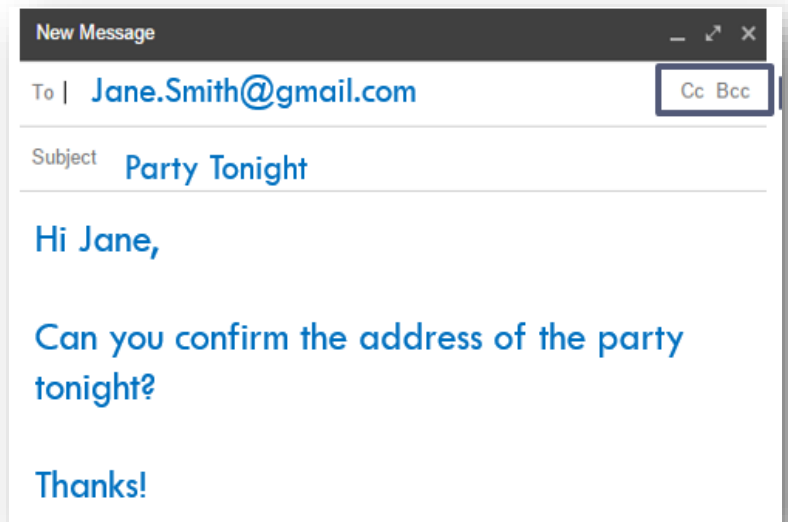 New Message
To Jane.Smith@gmail.com Cc Bcc
Subject Party Tonight
Hi Jane,
Can you confirm the address of the party
tonight?
Thanks!